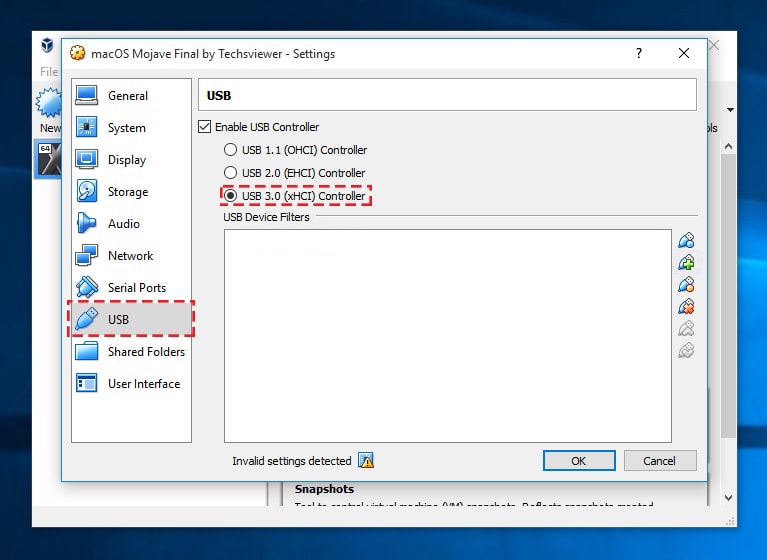 macOS Mojave Final by Techsviewer - Settings
?
File
New
64
General
System
Display
Storage
Audio
Network
Serial Ports
USB
Shared Folders
User Interface
USB
Enable USB Controller
USB 1.1 (OHCI) Controller
USB 2.0 (EHCI) Controller
USB 3.0 (xHCI) Controller
USB Device Filters
Invalid settings detected
OK
Cancel
Snapshots